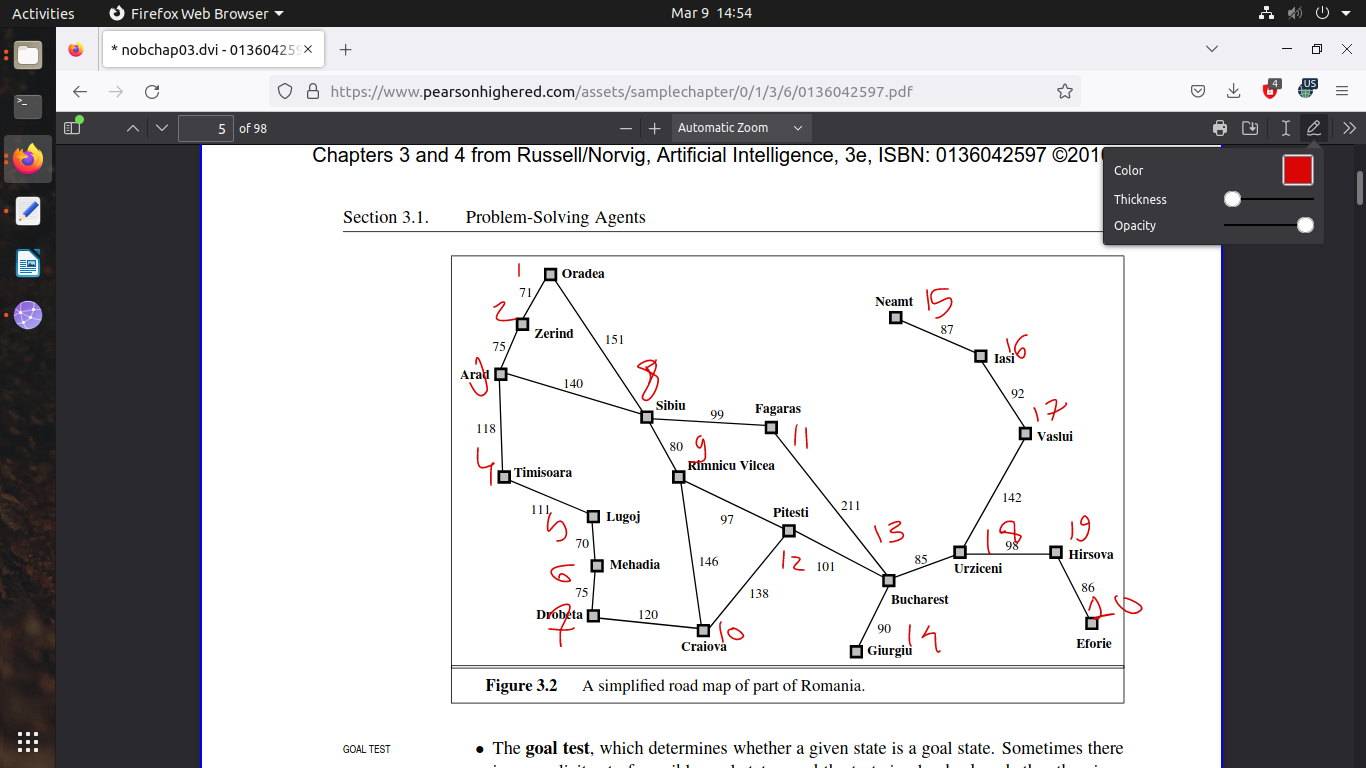 Activities Firefox Web Browser Mar 9 14:54
* nobchap03.dvi - 01360425
https://www.pearsonhighered.com/assets/samplechapter/0/1/3/6/0136042597.pdf 4 US
5 of 98 Automatic Zoom
Chapters 3 and 4 from Russell/Norvig, Artificial Intelligence, 3e, ISBN: 0136042597 ©201
Color
Thickness
Opacity
Section 3.1. Problem-Solving Agents
1 Oradea
71
2 Zerind
Neamt 15
87
75
151
Iasi 16
Arad 3
140
8
92
Sibiu
99
Fagaras
17
118
80
9
11
Vaslui
4 Timisoara
Rimnicu Vilcea
111
5 Lugoj
97
Pitesti
211
142
70
13
18
98
19
Hirsova
6 Mehadia
146
12
101
85
Urziceni
75
138
86
Bucharest
Drobeta
7
120
20
10
90
14
Craiova
Giurgiu
Eforie
Figure 3.2 A simplified road map of part of Romania.
GOAL TEST • The goal test, which determines whether a given state is a goal state. Sometimes there